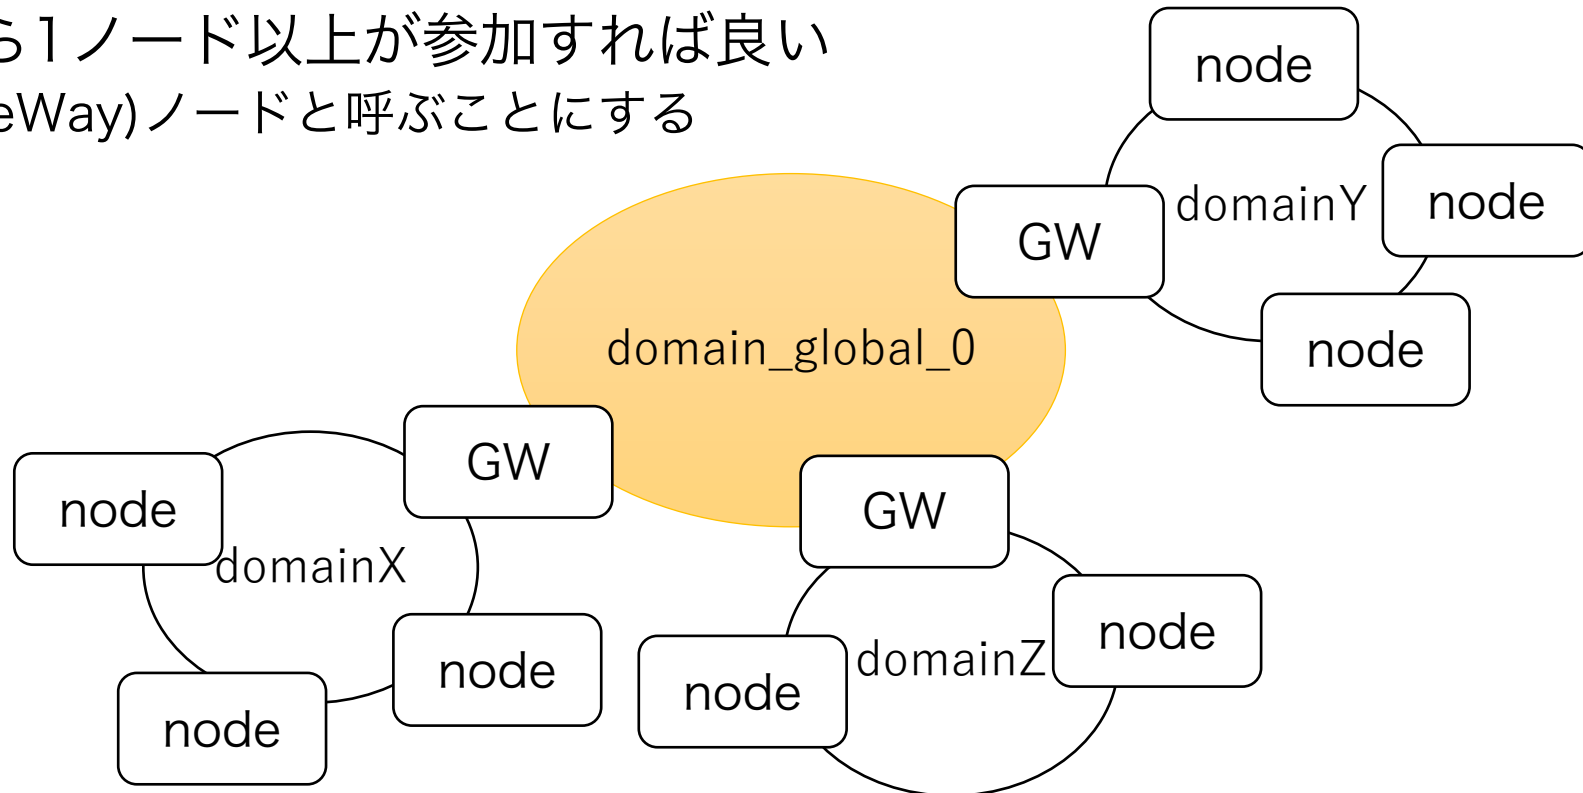 ら1ノード以上が参加すれば良い
eWay)ノードと呼ぶことにする
node
domainY
node
GW
node
domain_global_0
GW
node
domainX
node
node
GW
node
domainZ
node